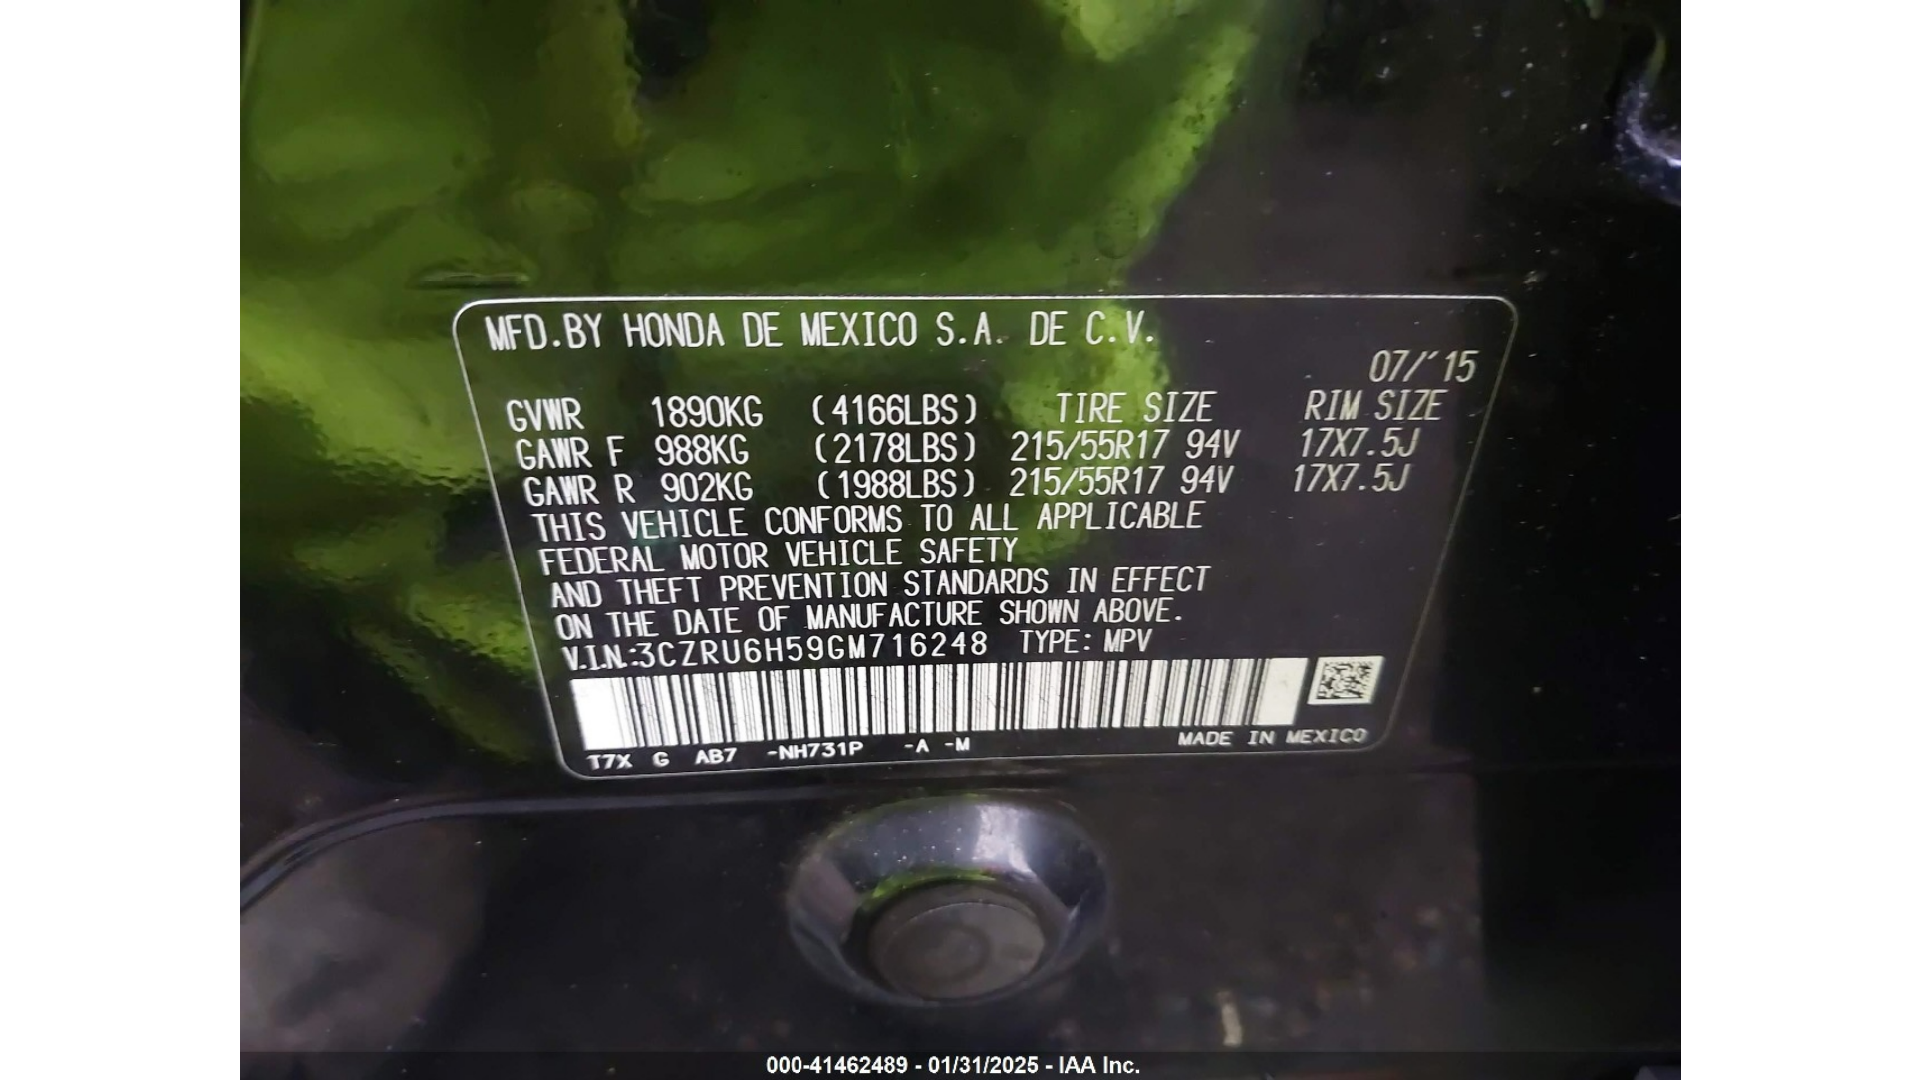 MFD.BY HONDA DE MEXICO S.A. DE C.V.
07/'15
GVWR 1890KG (4166LBS) TIRE SIZE RIM SIZE
GAWR F 988KG (2178LBS) 215/55R17 94V 17X7.5J
GAWR R 902KG (1988LBS) 215/55R17 94V 17X7.5J
THIS VEHICLE CONFORMS TO ALL APPLICABLE
FEDERAL MOTOR VEHICLE SAFETY
AND THEFT PREVENTION STANDARDS IN EFFECT
ON THE DATE OF MANUFACTURE SHOWN ABOVE.
V.I.N.:3CZRU6H59GM716248 TYPE: MPV
T7X G AB7 -NH731P -A -M MADE IN MEXICO
000-41462489 - 01/31/2025 - IAA Inc.